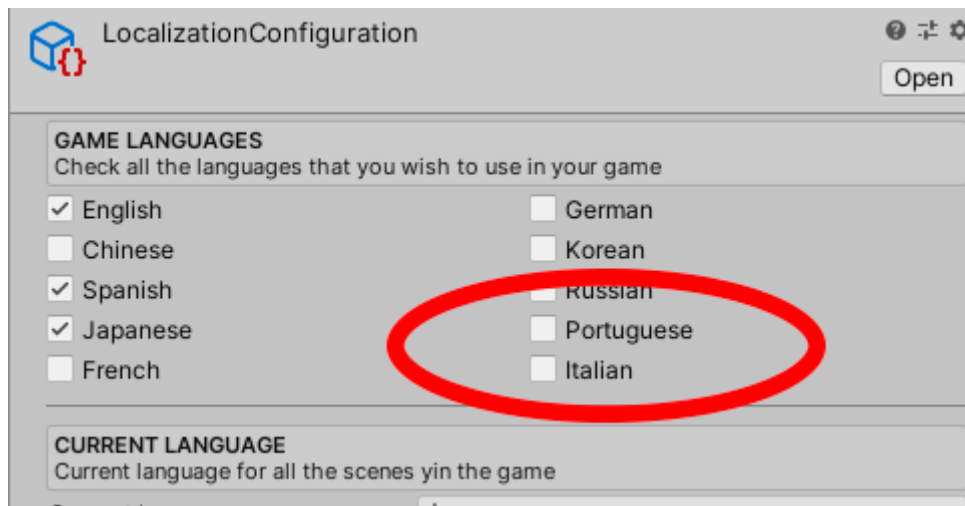 LocalizationConfiguration
Open
GAME LANGUAGES
Check all the languages that you wish to use in your game
English
German
Chinese
Korean
Spanish
Russian
Japanese
Portuguese
French
Italian
CURRENT LANGUAGE
Current language for all the scenes yin the game